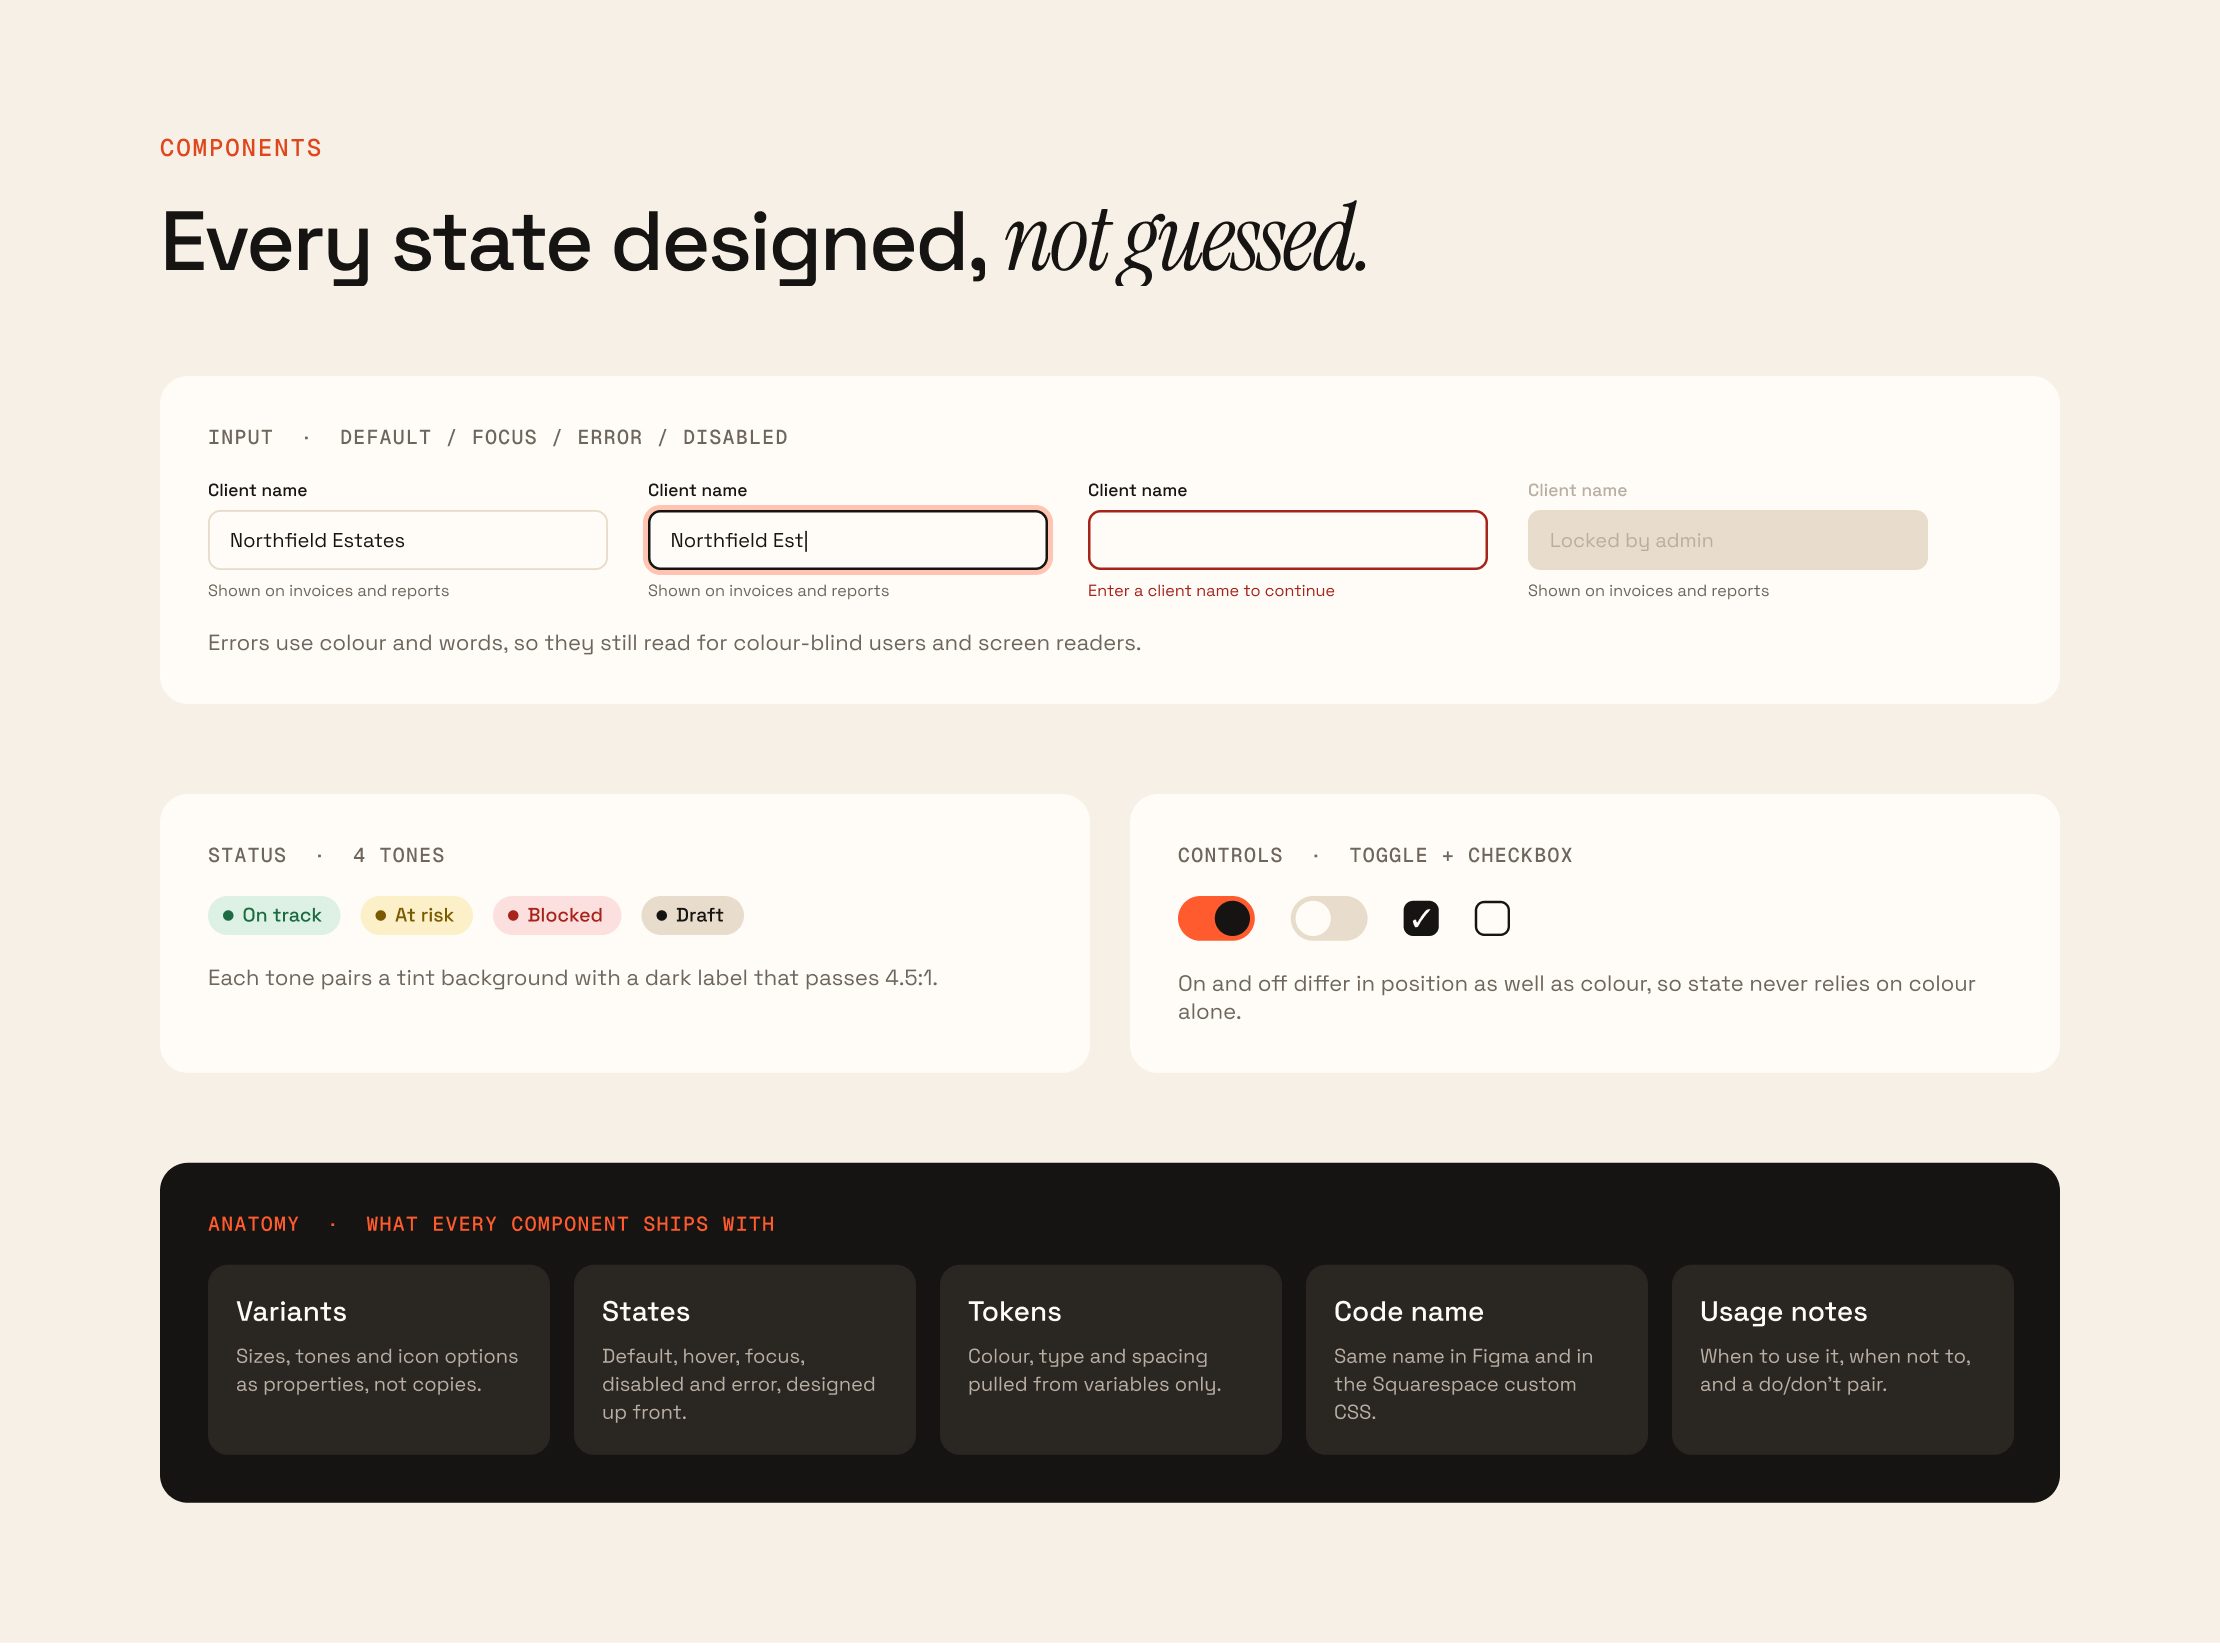 COMPONENTS
Every state designed, not guessed.
INPUT · DEFAULT / FOCUS / ERROR / DISABLED
Client name
Northfield Estates
Shown on invoices and reports
Client name
Northfield Est|
Shown on invoices and reports
Client name
Enter a client name to continue
Client name
Locked by admin
Shown on invoices and reports
Errors use colour and words, so they still read for colour-blind users and screen readers.
STATUS · 4 TONES
On track
At risk
Blocked
Draft
Each tone pairs a tint background with a dark label that passes 4.5:1.
CONTROLS · TOGGLE + CHECKBOX
On and off differ in position as well as colour, so state never relies on colour
alone.
ANATOMY · WHAT EVERY COMPONENT SHIPS WITH
Variants
Sizes, tones and icon options
as properties, not copies.
States
Default, hover, focus,
disabled and error, designed
up front.
Tokens
Colour, type and spacing
pulled from variables only.
Code name
Same name in Figma and in
the Squarespace custom
CSS.
Usage notes
When to use it, when not to,
and a do/don’t pair.